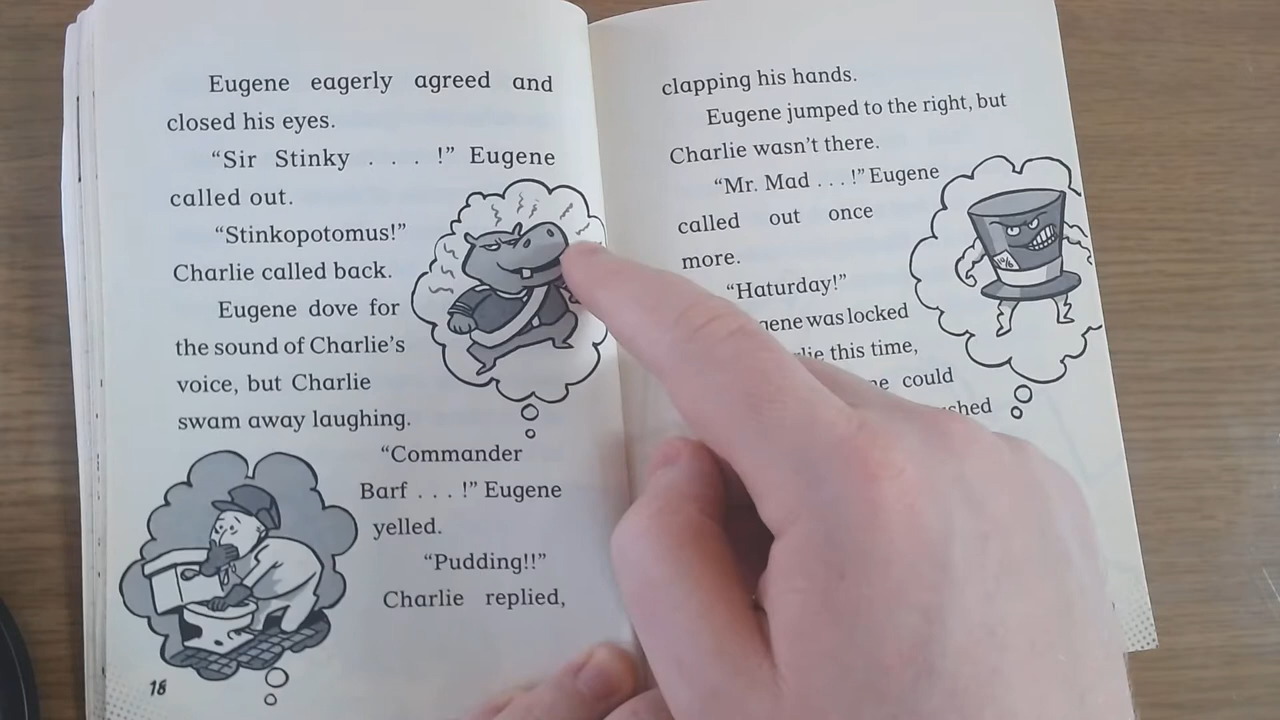 Eugene eagerly agreed and
closed his eyes.
“Sir Stinky . . . !” Eugene
called out.
“Stinkopotomus!”
Charlie called back.
Eugene dove for
the sound of Charlie’s
voice, but Charlie
swam away laughing.
“Commander
Barf . . . !” Eugene
yelled.
“Pudding!!”
Charlie replied,
18
clapping his hands.
Eugene jumped to the right, but
Charlie wasn’t there.
“Mr. Mad . . . !” Eugene
called out once
more.
“Haturday!”
was locked
this time,
could
10/6